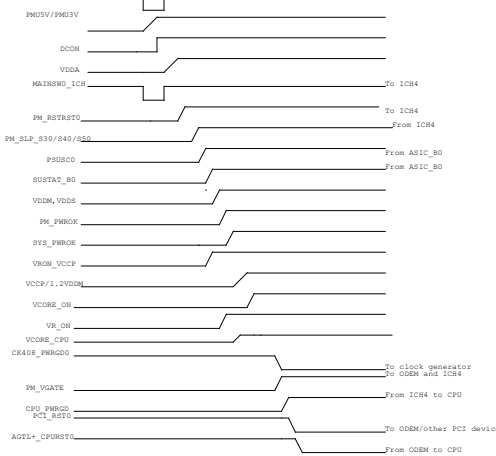 PMU5V/PMU3V
DCON
VDDA
MAINSW0_ICH To ICH4
PM_RSTRST0 To ICH4
PM_SLP_S30/S40/S50 From ICH4
PSUSC0 From ASIC_B0
SUSTAT_B0 From ASIC_B0
VDDM,VDDS
PM_PWROK
SYS_PWROK
VRON_VCCP
VCCP/1.2VDDM
VCORE_ON
VR_ON
VCORE_CPU
CK408_PWRGD0 To clock generator
PM_VGATE To ODEM and ICH4
CPU_PWRGD From ICH4 to CPU
PCI_RST0 To ODEM/other PCI devic
AGTL+_CPURST0 From ODEM to CPU